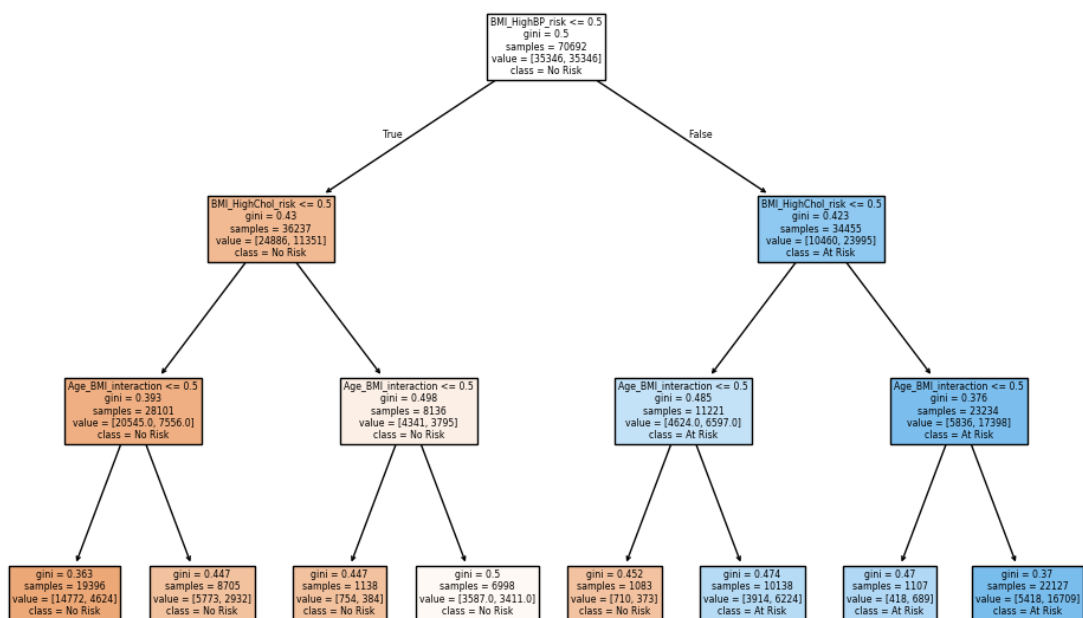 BMI_HighBP_risk <= 0.5
gini = 0.5
samples = 70692
value = [35346, 35346]
class = No Risk
True
False
BMI_HighChol_risk <= 0.5
gini = 0.43
samples = 36237
value = [24886, 11351]
class = No Risk
BMI_HighChol_risk <= 0.5
gini = 0.423
samples = 34455
value = [10460, 23995]
class = At Risk
Age_BMI_interaction <= 0.5
gini = 0.393
samples = 28101
value = [20545.0, 7556.0]
class = No Risk
Age_BMI_interaction <= 0.5
gini = 0.498
samples = 8136
value = [4341, 3795]
class = No Risk
Age_BMI_interaction <= 0.5
gini = 0.485
samples = 11221
value = [4624.0, 6597.0]
class = At Risk
Age_BMI_interaction <= 0.5
gini = 0.376
samples = 23234
value = [5836, 17398]
class = At Risk
gini = 0.363
samples = 19396
value = [14772, 4624]
class = No Risk
gini = 0.447
samples = 8705
value = [5773, 2932]
class = No Risk
gini = 0.447
samples = 1138
value = [754, 384]
class = No Risk
gini = 0.5
samples = 6998
value = [3587.0, 3411.0]
class = No Risk
gini = 0.452
samples = 1083
value = [710, 373]
class = No Risk
gini = 0.474
samples = 10138
value = [3914, 6224]
class = At Risk
gini = 0.47
samples = 1107
value = [418, 689]
class = At Risk
gini = 0.37
samples = 22127
value = [5418, 16709]
class = At Risk